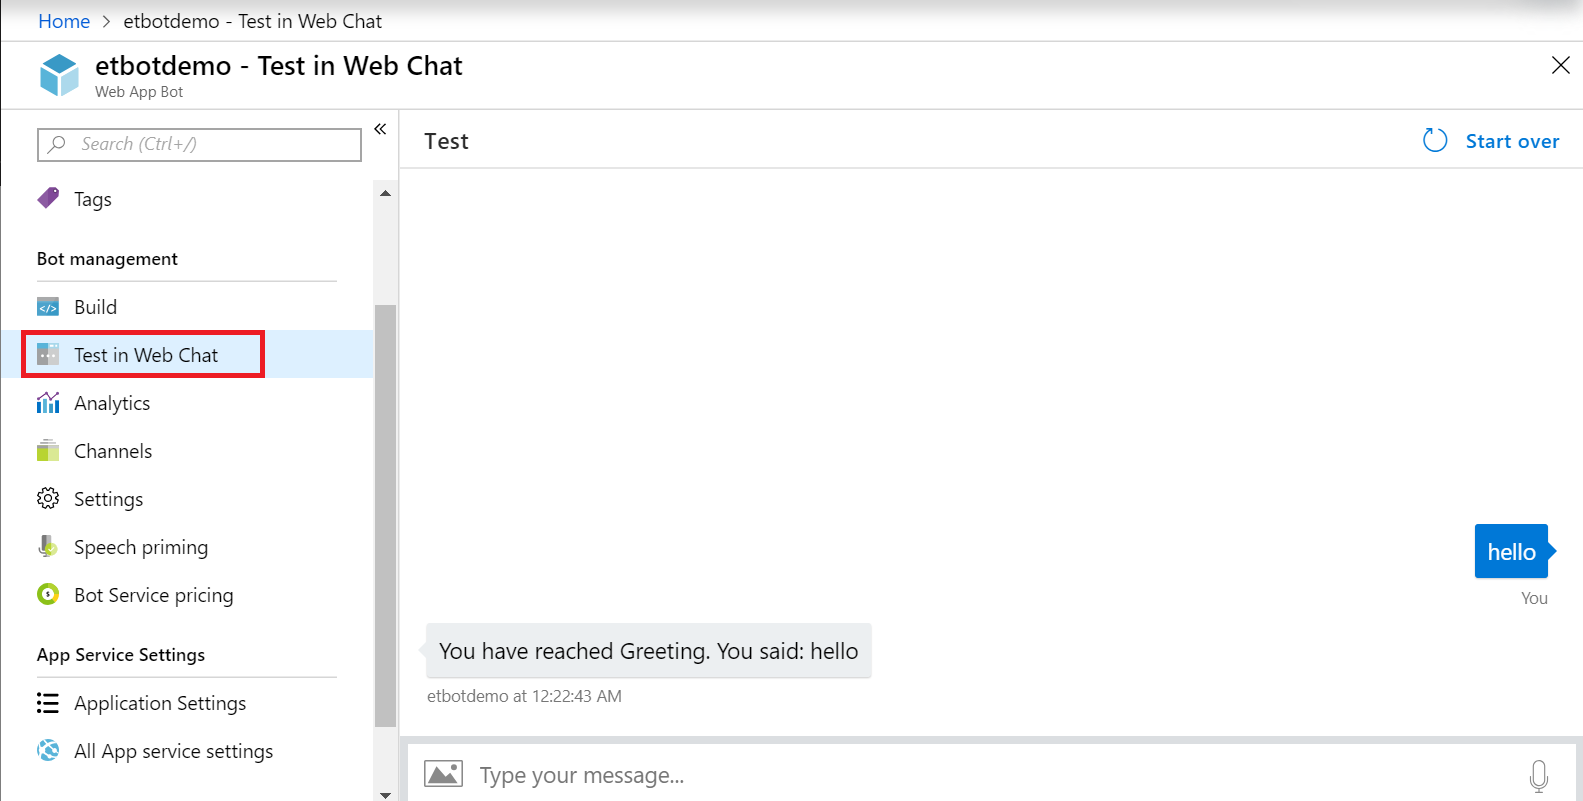 Home > etbotdemo - Test in Web Chat
etbotdemo - Test in Web Chat
Web App Bot
Search (Ctrl+/)
«
Tags
Bot management
Build
Test in Web Chat
Analytics
Channels
Settings
Speech priming
Bot Service pricing
App Service Settings
Application Settings
All App service settings
Test
Start over
hello
You
You have reached Greeting. You said: hello
etbotdemo at 12:22:43 AM
Type your message...